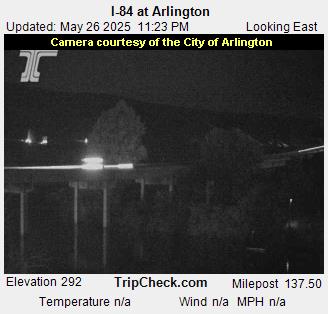 I-84 at Arlington
Updated: May 26 2025 11:23 PM Looking East
Camera courtesy of the City of Arlington
Elevation 292 TripCheck.com Milepost 137.50
Temperature n/a Wind n/a MPH n/a